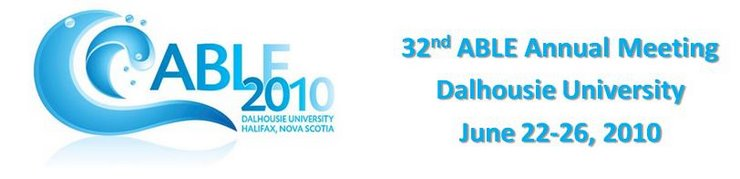 ABLE
2010
DALHOUSIE UNIVERSITY
HALIFAX, NOVA SCOTIA
32nd ABLE Annual Meeting
Dalhousie University
June 22-26, 2010